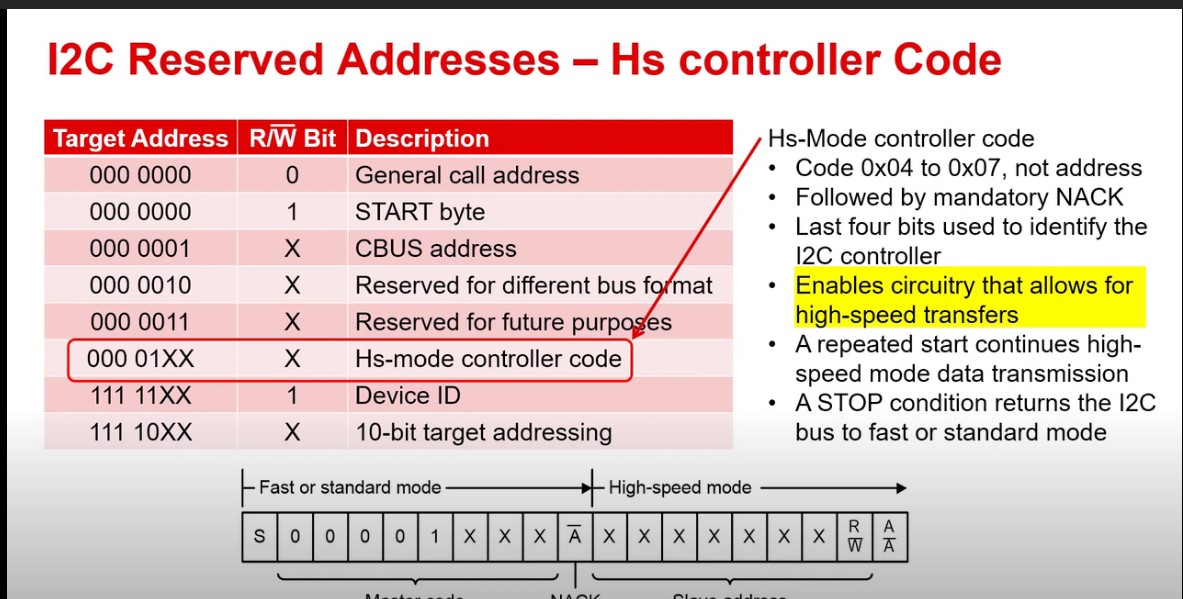 I2C Reserved Addresses – Hs controller Code
Target Address R/W̅ Bit Description
000 0000 0 General call address
000 0000 1 START byte
000 0001 X CBUS address
000 0010 X Reserved for different bus format
000 0011 X Reserved for future purposes
000 01XX X Hs-mode controller code
111 11XX 1 Device ID
111 10XX X 10-bit target addressing
Hs-Mode controller code
• Code 0x04 to 0x07, not address
• Followed by mandatory NACK
• Last four bits used to identify the
I2C controller
• Enables circuitry that allows for
high-speed transfers
• A repeated start continues high-
speed mode data transmission
• A STOP condition returns the I2C
bus to fast or standard mode
Fast or standard mode High-speed mode
S 0 0 0 0 1 X X X A̅ X X X X X X X R/W̅ A/A̅
Master code NACK Slave address